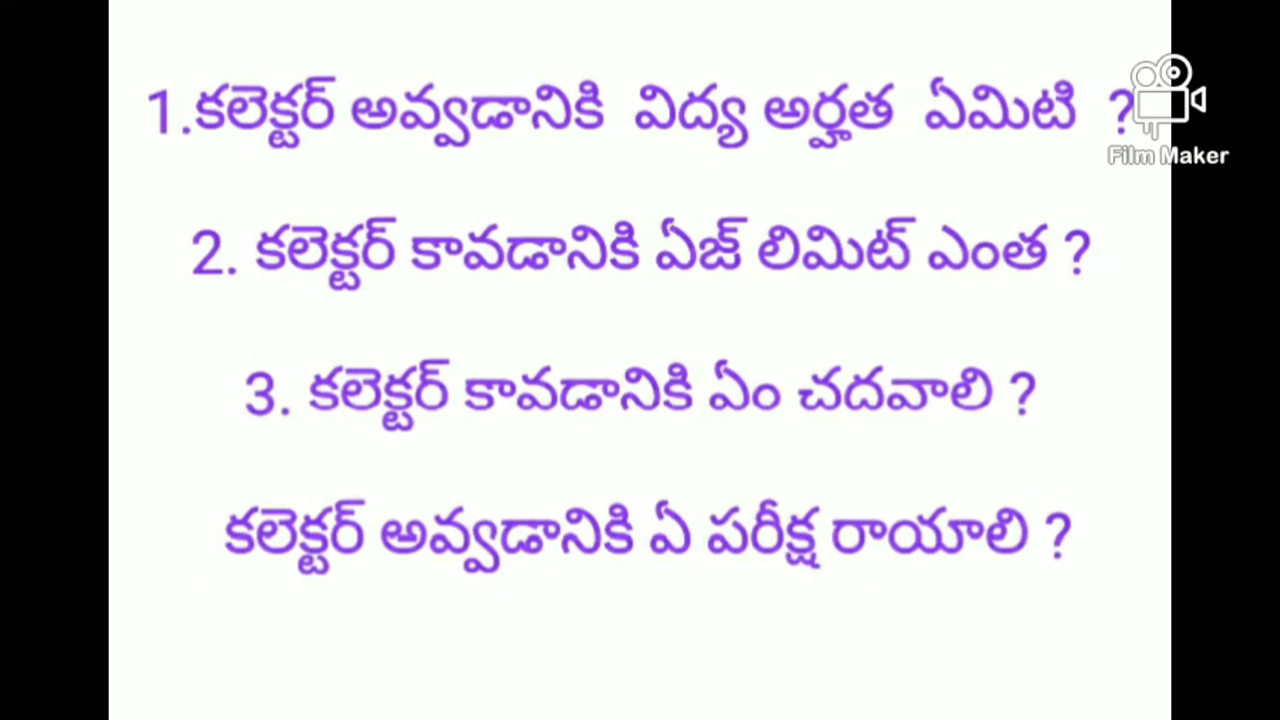 1.కలెక్టర్ అవ్వడానికి విద్య అర్హత ఏమిటి ?
Film Maker
2. కలెక్టర్ కావడానికి ఏజ్ లిమిట్ ఎంత ?
3. కలెక్టర్ కావడానికి ఏం చదవాలి ?
కలెక్టర్ అవ్వడానికి ఏ పరీక్ష రాయాలి ?